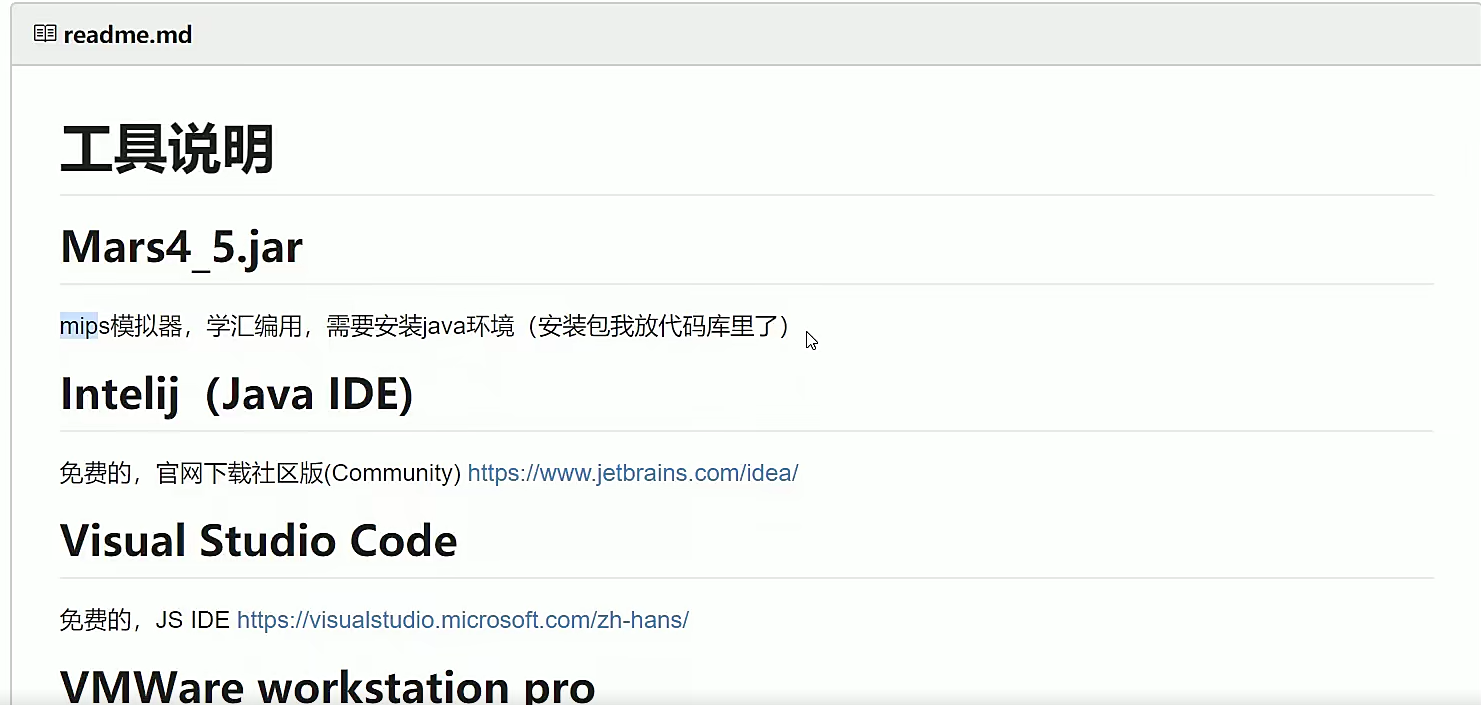 readme.md
工具说明
Mars4_5.jar
mips模拟器，学汇编用，需要安装java环境（安装包我放代码库里了）
Intelij（Java IDE)
免费的，官网下载社区版(Community) https://www.jetbrains.com/idea/
Visual Studio Code
免费的，JS IDE https://visualstudio.microsoft.com/zh-hans/
VMWare workstation pro